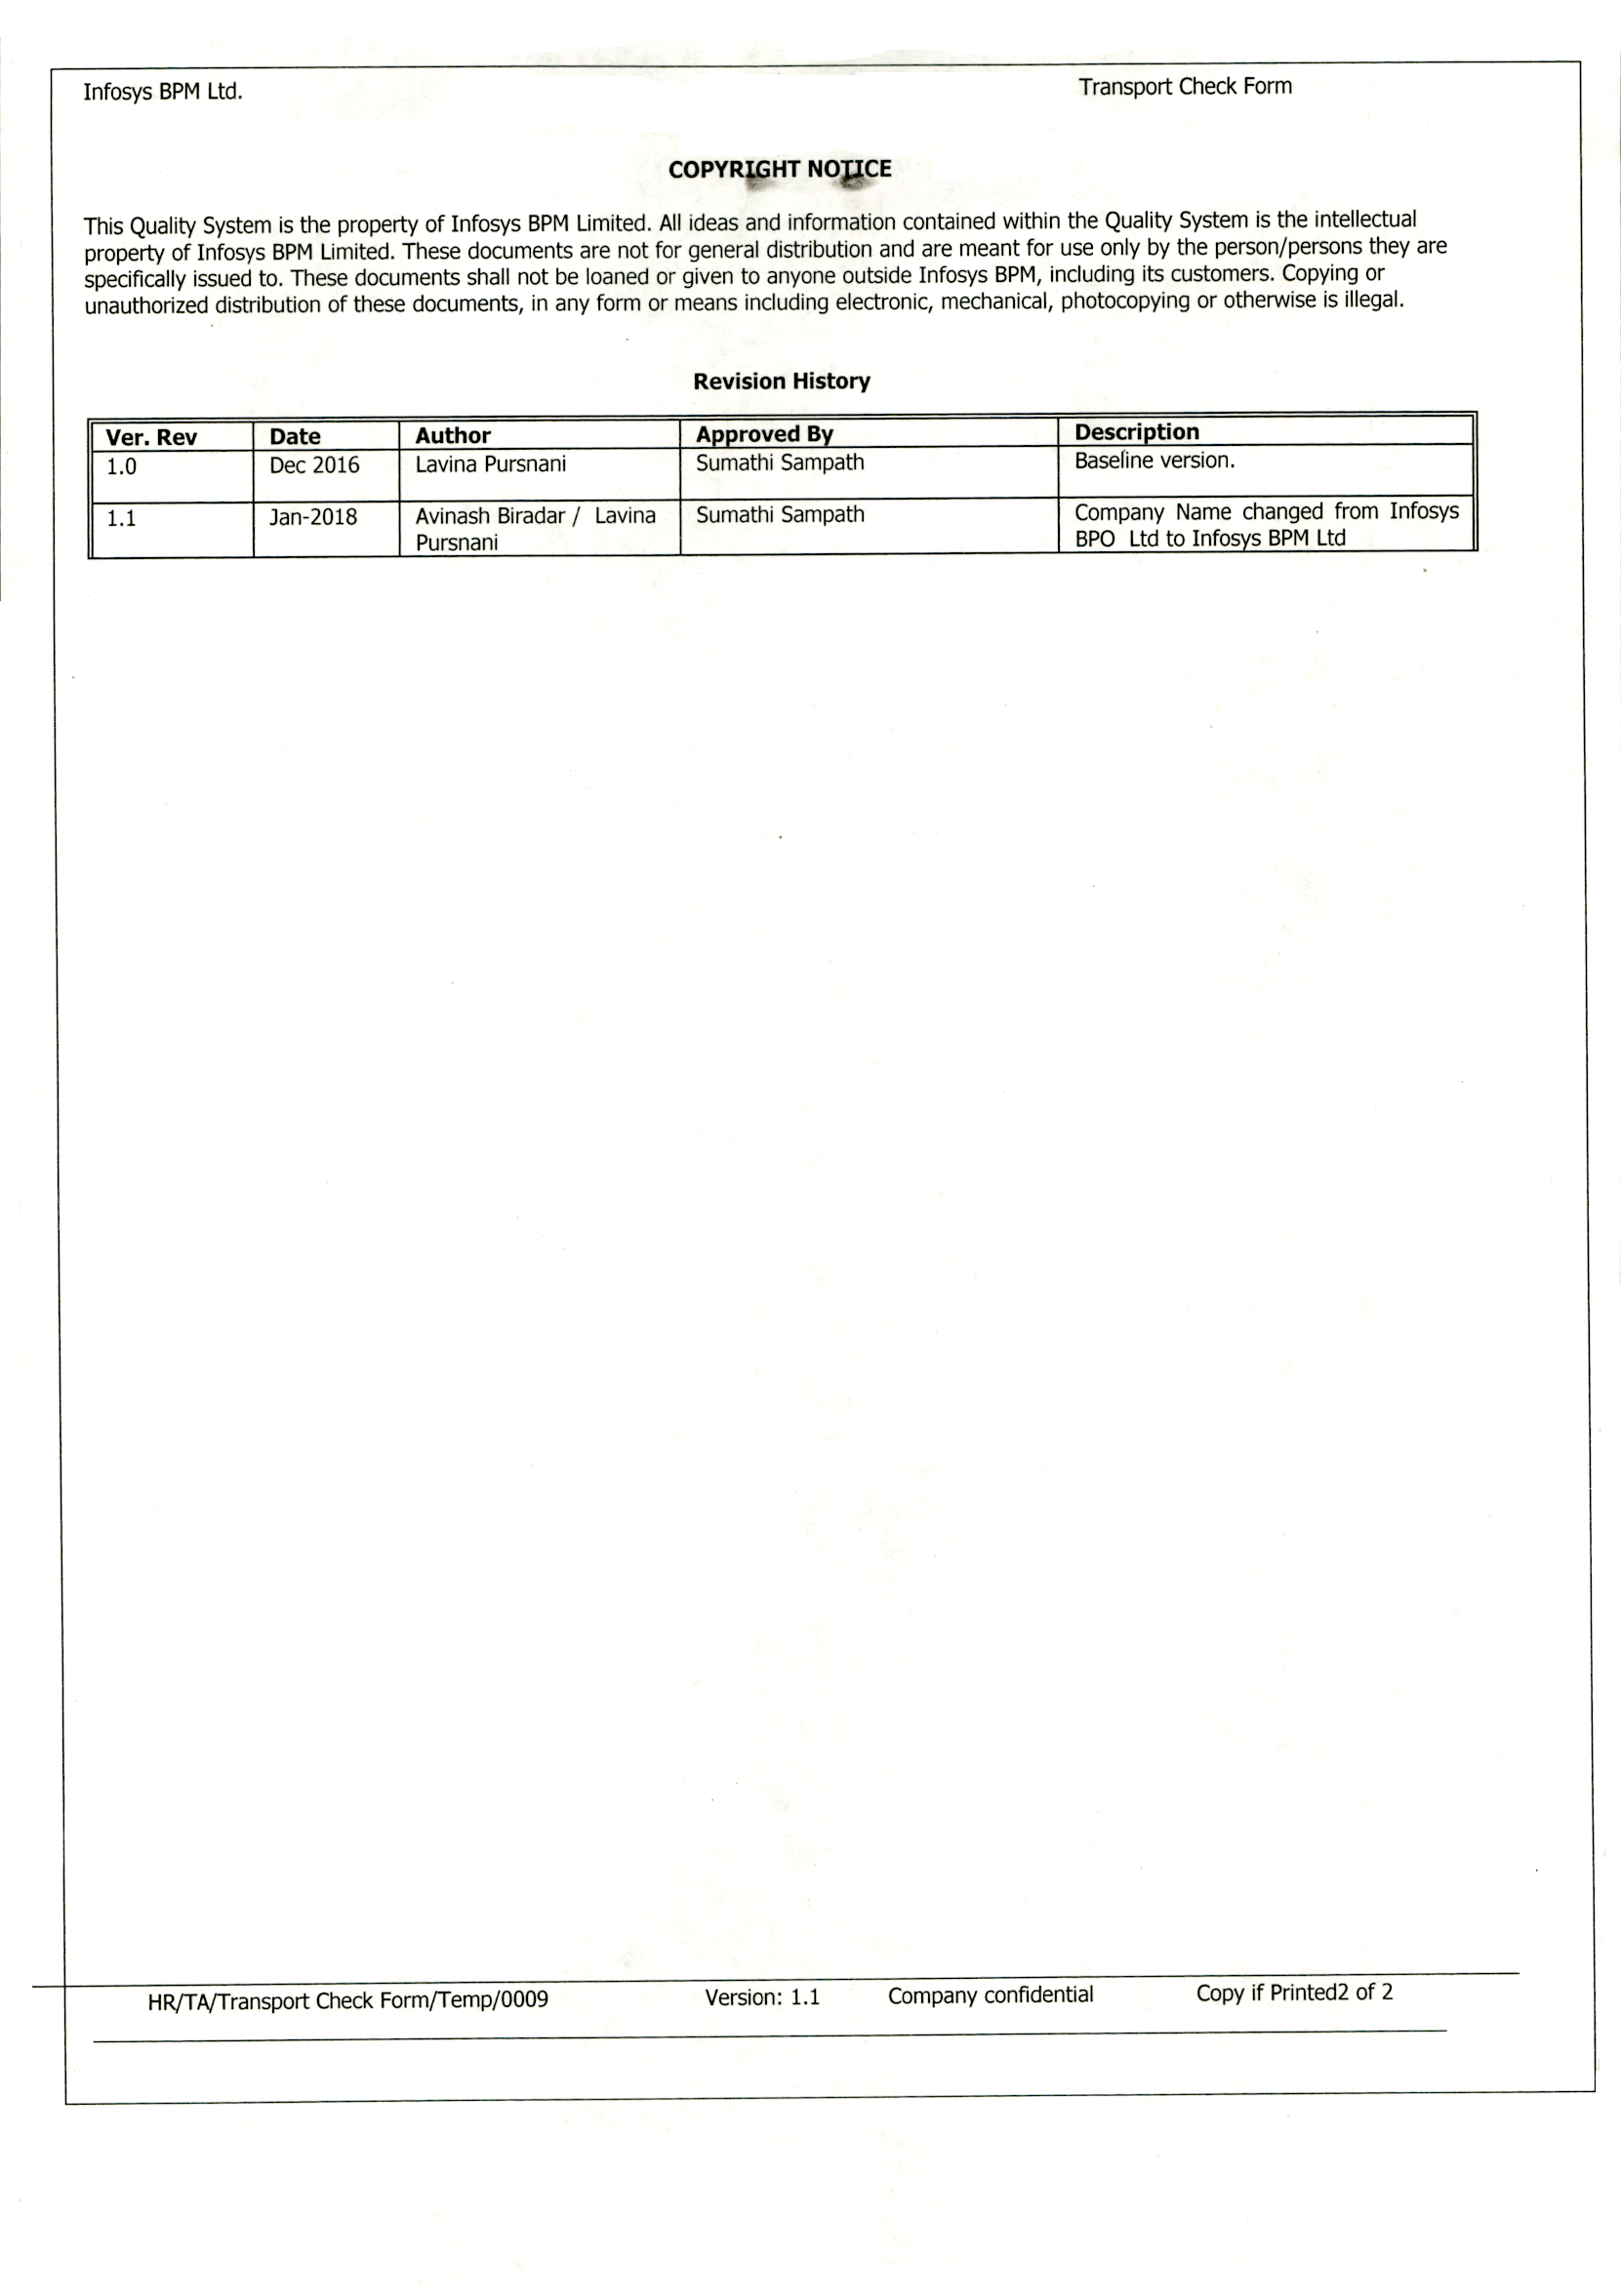 Infosys BPM Ltd. Transport Check Form
COPYRIGHT NOTICE
This Quality System is the property of Infosys BPM Limited. All ideas and information contained within the Quality System is the intellectual
property of Infosys BPM Limited. These documents are not for general distribution and are meant for use only by the person/persons they are
specifically issued to. These documents shall not be loaned or given to anyone outside Infosys BPM, including its customers. Copying or
unauthorized distribution of these documents, in any form or means including electronic, mechanical, photocopying or otherwise is illegal.
Revision History
Ver. Rev Date Author Approved By Description
1.0 Dec 2016 Lavina Pursnani Sumathi Sampath Baseline version.
1.1 Jan-2018 Avinash Biradar / Lavina Sumathi Sampath Company Name changed from Infosys
Pursnani BPO Ltd to Infosys BPM Ltd
HR/TA/Transport Check Form/Temp/0009 Version: 1.1 Company confidential Copy if Printed2 of 2